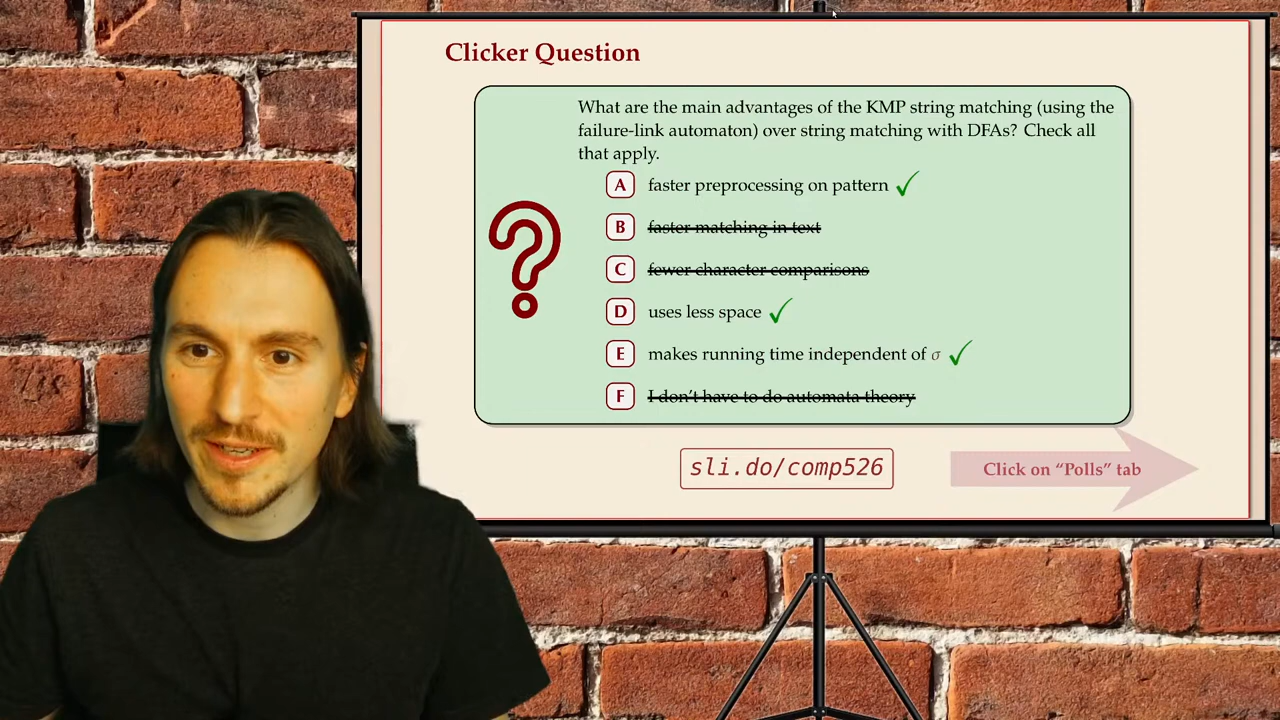 Clicker Question
What are the main advantages of the KMP string matching (using the
failure-link automaton) over string matching with DFAs? Check all
that apply.
A faster preprocessing on pattern ✓
B faster matching in text
C fewer character comparisons
D uses less space ✓
E makes running time independent of σ ✓
F I don't have to do automata theory
sli.do/comp526
Click on "Polls" tab